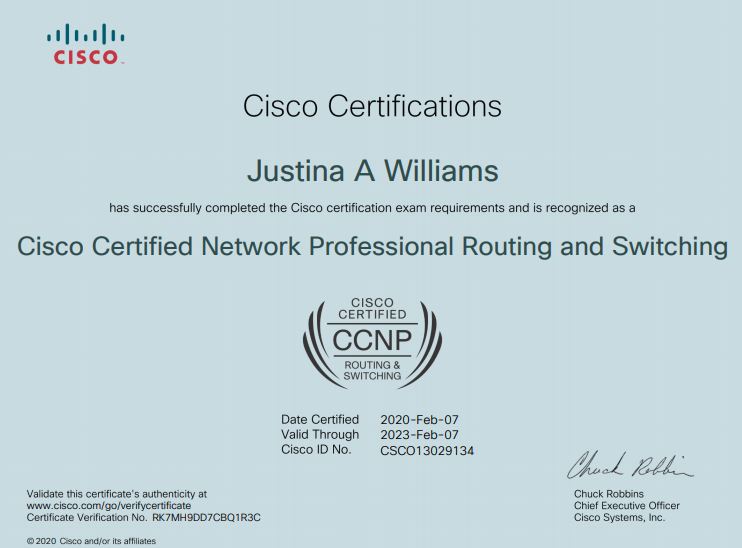 CISCO
Cisco Certifications
Justina A Williams
has successfully completed the Cisco certification exam requirements and is recognized as a
Cisco Certified Network Professional Routing and Switching
CISCO
CERTIFIED
CCNP
ROUTING &
SWITCHING
Date Certified 2020-Feb-07
Valid Through 2023-Feb-07
Cisco ID No. CSCO13029134
Chuck Robbins
Validate this certificate's authenticity at
www.cisco.com/go/verifycertificate
Certificate Verification No. RK7MH9DD7CBQ1R3C
Chuck Robbins
Chief Executive Officer
Cisco Systems, Inc.
© 2020 Cisco and/or its affiliates